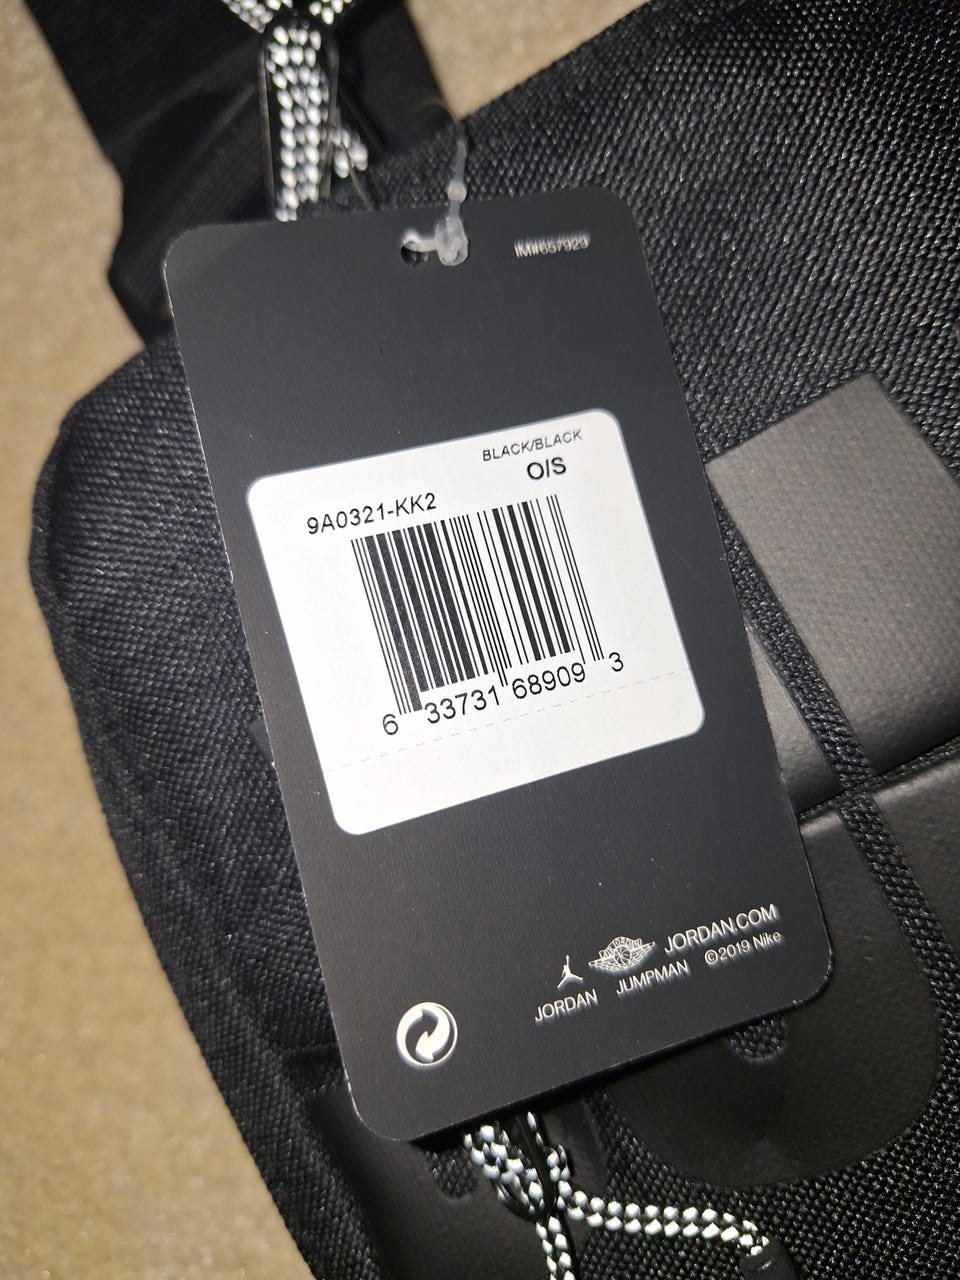 IM#657929
BLACK/BLACK
O/S
9A0321-KK2
6 33731 68909 3
JORDAN.COM
JORDAN JUMPMAN ©2019 Nike